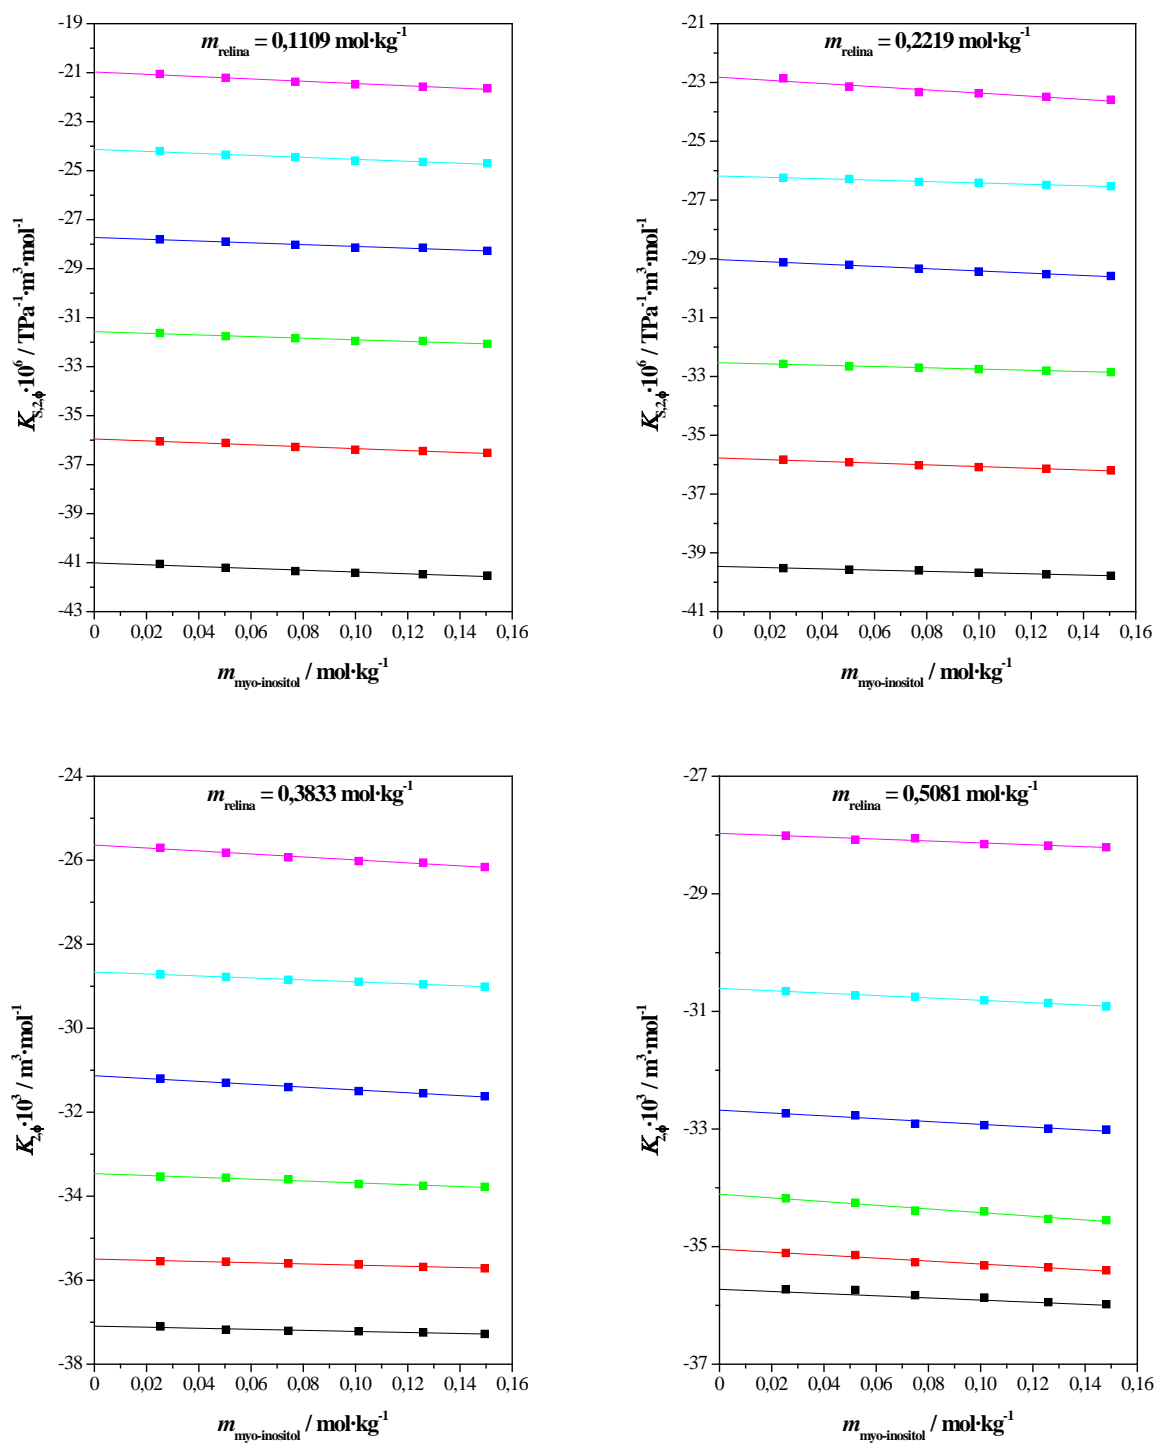 m_relina = 0,1109 mol·kg⁻¹
-19
-21
-23
-25
-27
-29
-31
-33
-35
-37
-39
-41
-43
K_S,2,ϕ·10⁶ / TPa⁻¹·m³·mol⁻¹
0 0,02 0,04 0,06 0,08 0,10 0,12 0,14 0,16
m_myo-inositol / mol·kg⁻¹
m_relina = 0,2219 mol·kg⁻¹
-21
-23
-25
-27
-29
-31
-33
-35
-37
-39
-41
K_S,2,ϕ·10⁶ / TPa⁻¹·m³·mol⁻¹
0 0,02 0,04 0,06 0,08 0,10 0,12 0,14 0,16
m_myo-inositol / mol·kg⁻¹
m_relina = 0,3833 mol·kg⁻¹
-24
-26
-28
-30
-32
-34
-36
-38
K_2,ϕ·10³ / m³·mol⁻¹
0 0,02 0,04 0,06 0,08 0,10 0,12 0,14 0,16
m_myo-inositol / mol·kg⁻¹
m_relina = 0,5081 mol·kg⁻¹
-27
-29
-31
-33
-35
-37
K_2,ϕ·10³ / m³·mol⁻¹
0 0,02 0,04 0,06 0,08 0,10 0,12 0,14 0,16
m_myo-inositol / mol·kg⁻¹